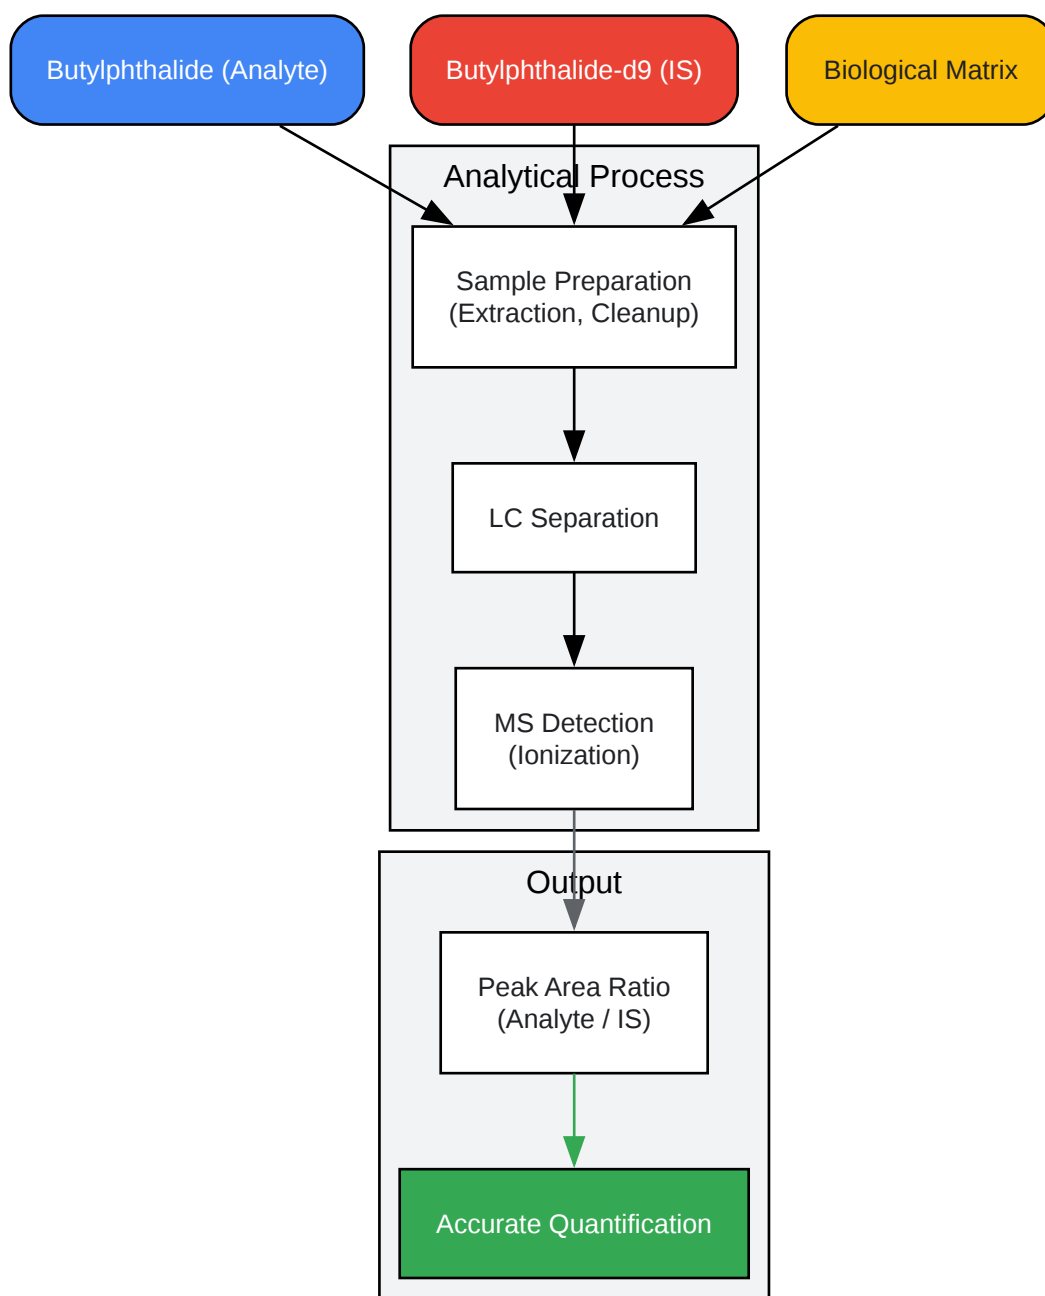 Butylphthalide (Analyte)
Butylphthalide-d9 (IS)
Biological Matrix
Analytical Process
Sample Preparation
(Extraction, Cleanup)
LC Separation
MS Detection
(Ionization)
Output
Peak Area Ratio
(Analyte / IS)
Accurate Quantification